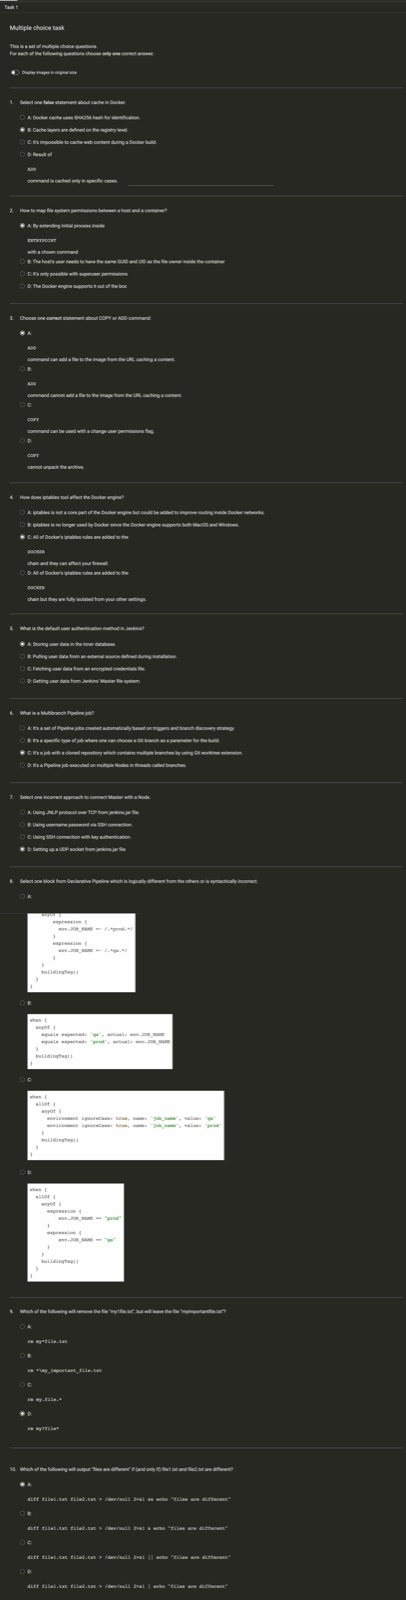 Task 1
Multiple choice task
This is a set of multiple choice questions.
For each of the following questions choose only one correct answer.
Display images in original size
1. Select one false statement about cache in Docker.
A: Docker cache uses SHA256 hash for identification.
B: Cache layers are defined on the registry level.
C: It's impossible to cache web content during a Docker build.
D: Result of
ADD
command is cached only in specific cases.
2. How to map file system permissions between a host and a container?
A: By extending initial process inside
ENTRYPOINT
with a chown command
B: The host's user needs to have the same GUID and UID as the file owner inside the container
C: It's only possible with superuser permissions
D: The Docker engine supports it out of the box
3. Choose one correct statement about COPY or ADD command:
A:
ADD
command can add a file to the image from the URL caching a content.
B:
ADD
command cannot add a file to the image from the URL caching a content.
C:
COPY
command can be used with a change user permissions flag.
D:
COPY
cannot unpack the archive.
4. How does iptables tool affect the Docker engine?
A: iptables is not a core part of the Docker engine but could be added to improve routing inside Docker networks.
B: iptables is no longer used by Docker since the Docker engine supports both MacOS and Windows.
C: All of Docker's iptables rules are added to the
DOCKER
chain and they can affect your firewall.
D: All of Docker's iptables rules are added to the
DOCKER
chain but they are fully isolated from your other settings.
5. What is the default user authentication method in Jenkins?
A: Storing user data in the inner database.
B: Pulling user data from an external source defined during installation.
C: Fetching user data from an encrypted credentials file.
D: Getting user data from Jenkins' Master file system.
6. What is a Multibranch Pipeline job?
A: It's a set of Pipeline jobs created automatically based on triggers and branch discovery strategy.
B: It's a specific type of job where one can choose a Git branch as a parameter for the build.
C: It's a job with a cloned repository which contains multiple branches by using Git worktree extension.
D: It's a Pipeline job executed on multiple Nodes in threads called branches.
7. Select one incorrect approach to connect Master with a Node.
A: Using JNLP protocol over TCP from jenkins.jar file.
B: Using username password via SSH connection.
C: Using SSH connection with key authentication.
D: Setting up a UDP socket from jenkins.jar file
8. Select one block from Declarative Pipeline which is logically different from the others or is syntactically incorrect.
A:
anyOf {
expression {
env.JOB_NAME =~ /.*prod.*/
}
expression {
env.JOB_NAME =~ /.*qa.*/
}
}
buildingTag()
}
B:
when {
anyOf {
equals expected: 'qa', actual: env.JOB_NAME
equals expected: 'prod', actual: env.JOB_NAME
}
buildingTag()
}
C:
when {
allOf {
anyOf {
environment ignoreCase: true, name: 'job_name', value: 'qa'
environment ignoreCase: true, name: 'job_name', value: 'prod'
}
buildingTag()
}
}
D:
when {
allOf {
anyOf {
expression {
env.JOB_NAME == "prod"
}
expression {
env.JOB_NAME == "qa"
}
}
buildingTag()
}
}
9. Which of the following will remove the file "my1file.txt", but will leave the file "myimportantfile.txt"?
A:
rm my*file.txt
B:
rm *\my_important_file.txt
C:
rm my.file.*
D:
rm my?file*
10. Which of the following will output "files are different" if (and only if) file1.txt and file2.txt are different?
A:
diff file1.txt file2.txt > /dev/null 2>&1 && echo "files are different"
B:
diff file1.txt file2.txt > /dev/null 2>&1 & echo "files are different"
C:
diff file1.txt file2.txt > /dev/null 2>&1 || echo "files are different"
D:
diff file1.txt file2.txt > /dev/null 2>&1 | echo "files are different"